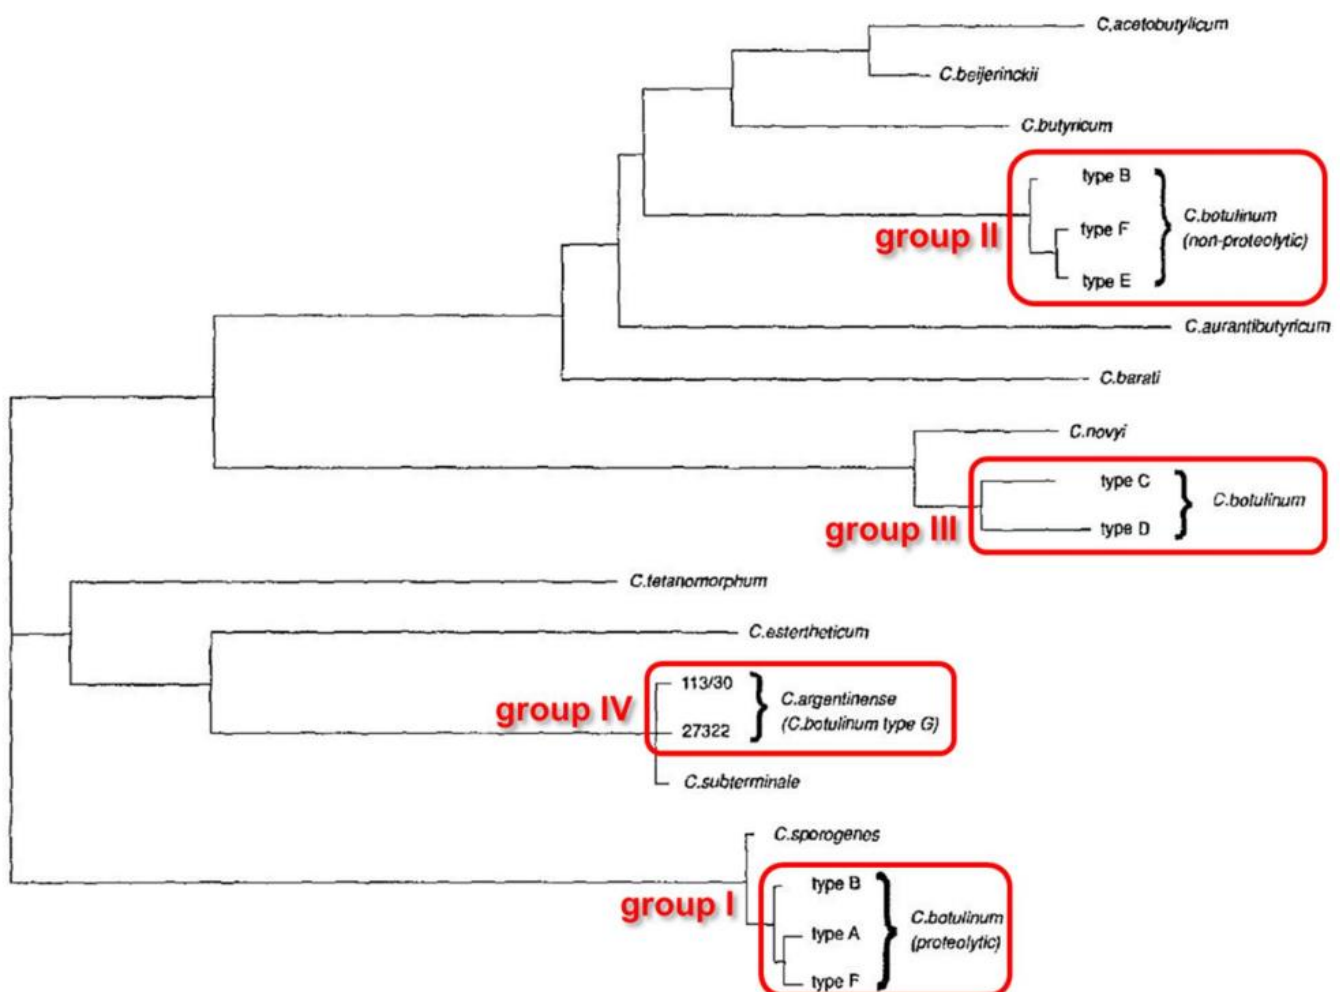 C.acetobutylicum
C.beijerinckii
C.butyricum
type B
type F
type E
C.botulinum
(non-proteolytic)
group II
C.aurantibutyricum
C.barati
C.novyi
type C
type D
C.botulinum
group III
C.tetanomorphum
C.estertheticum
113/30
27322
C.argentinense
(C.botulinum type G)
group IV
C.subterminale
C.sporogenes
type B
type A
type F
C.botulinum
(proteolytic)
group I